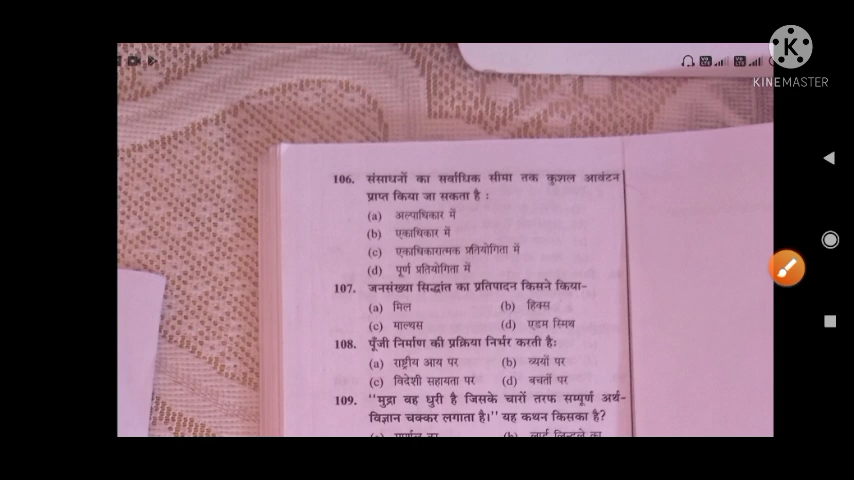 K
KINEMASTER
106. संसाधनों का सर्वाधिक सीमा तक कुशल आवंटन
प्राप्त किया जा सकता है :
(a) अल्पाधिकार में
(b) एकाधिकार में
(c) एकाधिकारात्मक प्रतियोगिता में
(d) पूर्ण प्रतियोगिता में
107. जनसंख्या सिद्धांत का प्रतिपादन किसने किया-
(a) मिल (b) हिक्स
(c) माल्थस (d) एडम स्मिथ
108. पूँजी निर्माण की प्रक्रिया निर्भर करती है:
(a) राष्ट्रीय आय पर (b) व्ययों पर
(c) विदेशी सहायता पर (d) बचतों पर
109. "मुद्रा वह धुरी है जिसके चारों तरफ सम्पूर्ण अर्थ-
विज्ञान चक्कर लगाता है।" यह कथन किसका है?